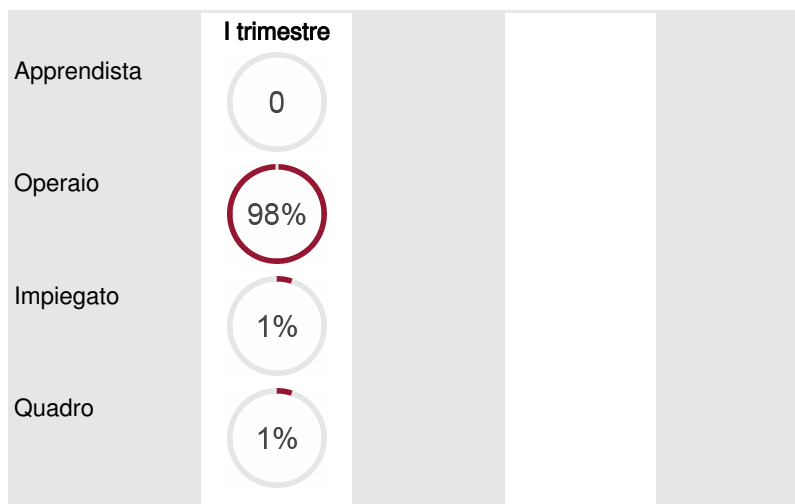 I trimestre
Apprendista
0
Operaio
98%
Impiegato
1%
Quadro
1%